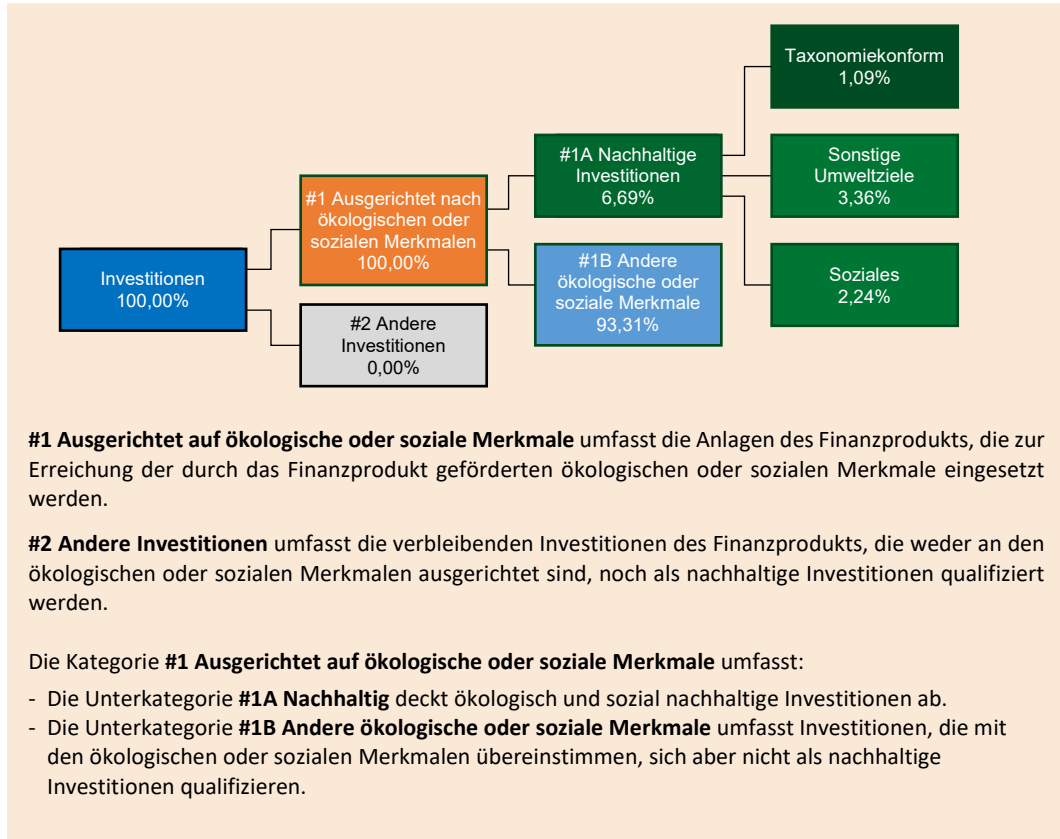 Taxonomiekonform
1,09%
#1A Nachhaltige
Investitionen
6,69%
Sonstige
Umweltziele
3,36%
#1 Ausgerichtet nach
ökologischen oder
sozialen Merkmalen
100,00%
#1B Andere
ökologische oder
soziale Merkmale
93,31%
Soziales
2,24%
Investitionen
100,00%
#2 Andere
Investitionen
0,00%
#1 Ausgerichtet auf ökologische oder soziale Merkmale umfasst die Anlagen des Finanzprodukts, die zur
Erreichung der durch das Finanzprodukt geförderten ökologischen oder sozialen Merkmale eingesetzt
werden.
#2 Andere Investitionen umfasst die verbleibenden Investitionen des Finanzprodukts, die weder an den
ökologischen oder sozialen Merkmalen ausgerichtet sind, noch als nachhaltige Investitionen qualifiziert
werden.
Die Kategorie #1 Ausgerichtet auf ökologische oder soziale Merkmale umfasst:
- Die Unterkategorie #1A Nachhaltig deckt ökologisch und sozial nachhaltige Investitionen ab.
- Die Unterkategorie #1B Andere ökologische oder soziale Merkmale umfasst Investitionen, die mit
den ökologischen oder sozialen Merkmalen übereinstimmen, sich aber nicht als nachhaltige
Investitionen qualifizieren.